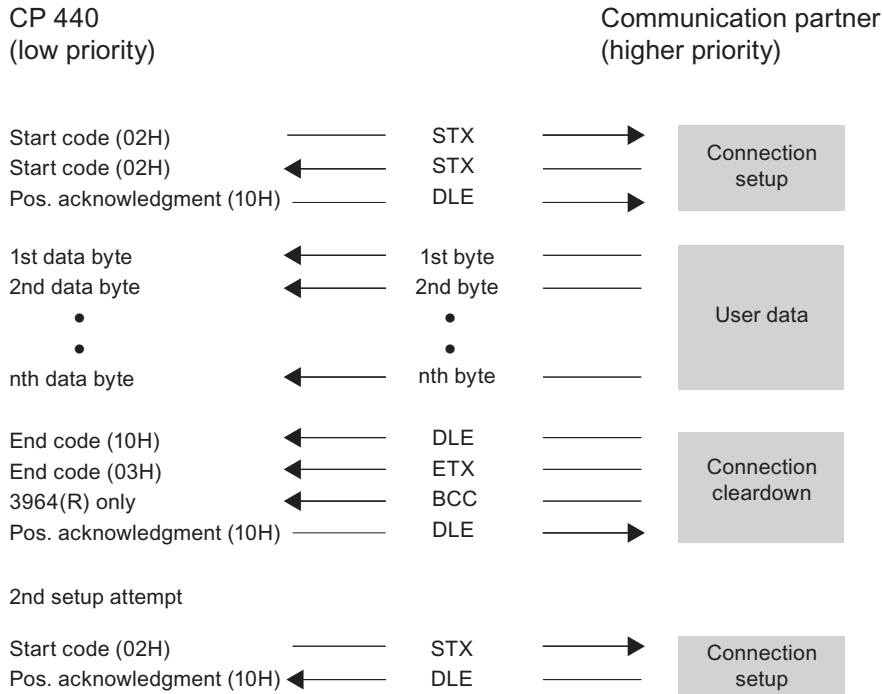 CP 440
(low priority)
Communication partner
(higher priority)
Start code (02H) STX
Start code (02H) STX
Pos. acknowledgment (10H) DLE
Connection
setup
1st data byte 1st byte
2nd data byte 2nd byte
• •
• •
nth data byte nth byte
User data
End code (10H) DLE
End code (03H) ETX
3964(R) only BCC
Pos. acknowledgment (10H) DLE
Connection
cleardown
2nd setup attempt
Start code (02H) STX
Pos. acknowledgment (10H) DLE
Connection
setup